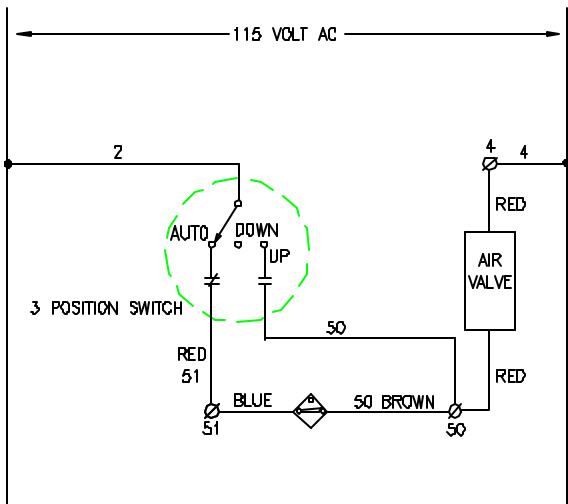 115 VOLT AC
2
4
4
RED
AUTO
DOWN
UP
AIR
VALVE
3 POSITION SWITCH
50
RED
51
RED
BLUE
50 BROWN
51
50